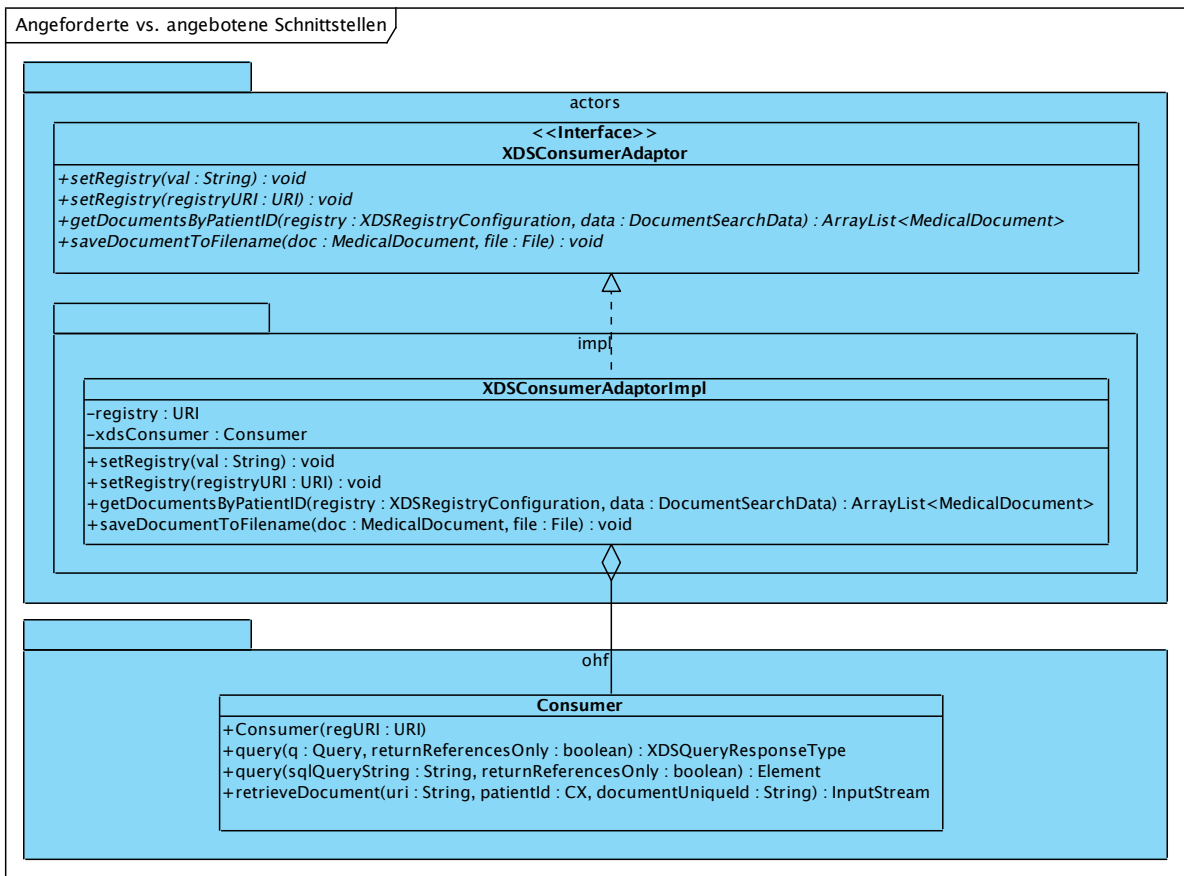 Angeforderte vs. angebotene Schnittstellen
actors
<<Interface>>
XDSConsumerAdaptor
+setRegistry(val : String) : void
+setRegistry(registryURI : URI) : void
+getDocumentsByPatientID(registry : XDSRegistryConfiguration, data : DocumentSearchData) : ArrayList<MedicalDocument>
+saveDocumentToFilename(doc : MedicalDocument, file : File) : void
impl
XDSConsumerAdaptorImpl
-registry : URI
-xdsConsumer : Consumer
+setRegistry(val : String) : void
+setRegistry(registryURI : URI) : void
+getDocumentsByPatientID(registry : XDSRegistryConfiguration, data : DocumentSearchData) : ArrayList<MedicalDocument>
+saveDocumentToFilename(doc : MedicalDocument, file : File) : void
ohf
Consumer
+Consumer(regURI : URI)
+query(q : Query, returnReferencesOnly : boolean) : XDSQueryResponseType
+query(sqlQueryString : String, returnReferencesOnly : boolean) : Element
+retrieveDocument(uri : String, patientId : CX, documentUniqueId : String) : InputStream